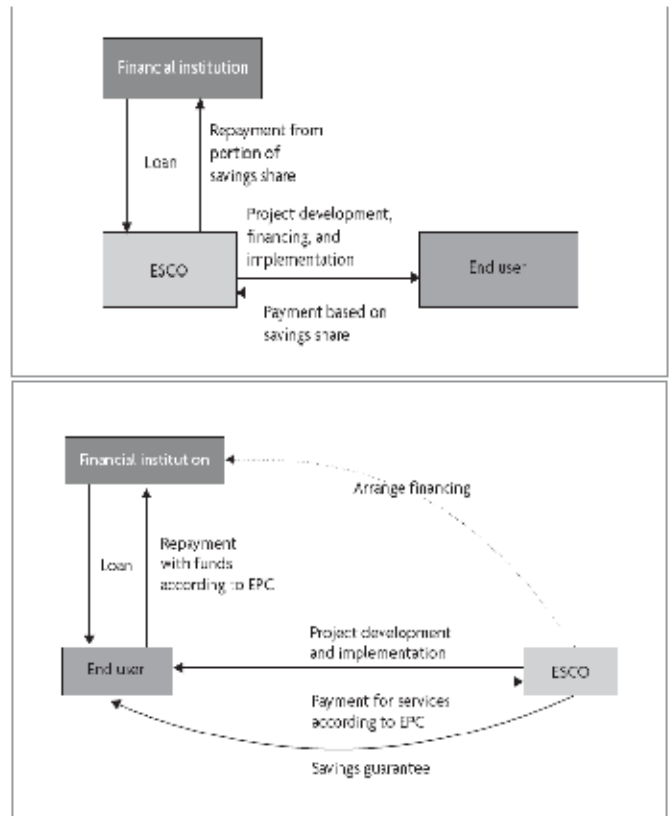 Financial institution
Loan
Repayment from
portion of
savings share
Project development,
financing, and
implementation
ESCO
End user
Payment based on
savings share
Financial institution
Arrange financing
Loan
Repayment
with funds
according to EPC
Project development
and implementation
End user
ESCO
Payment for services
according to EPC
Savings guarantee